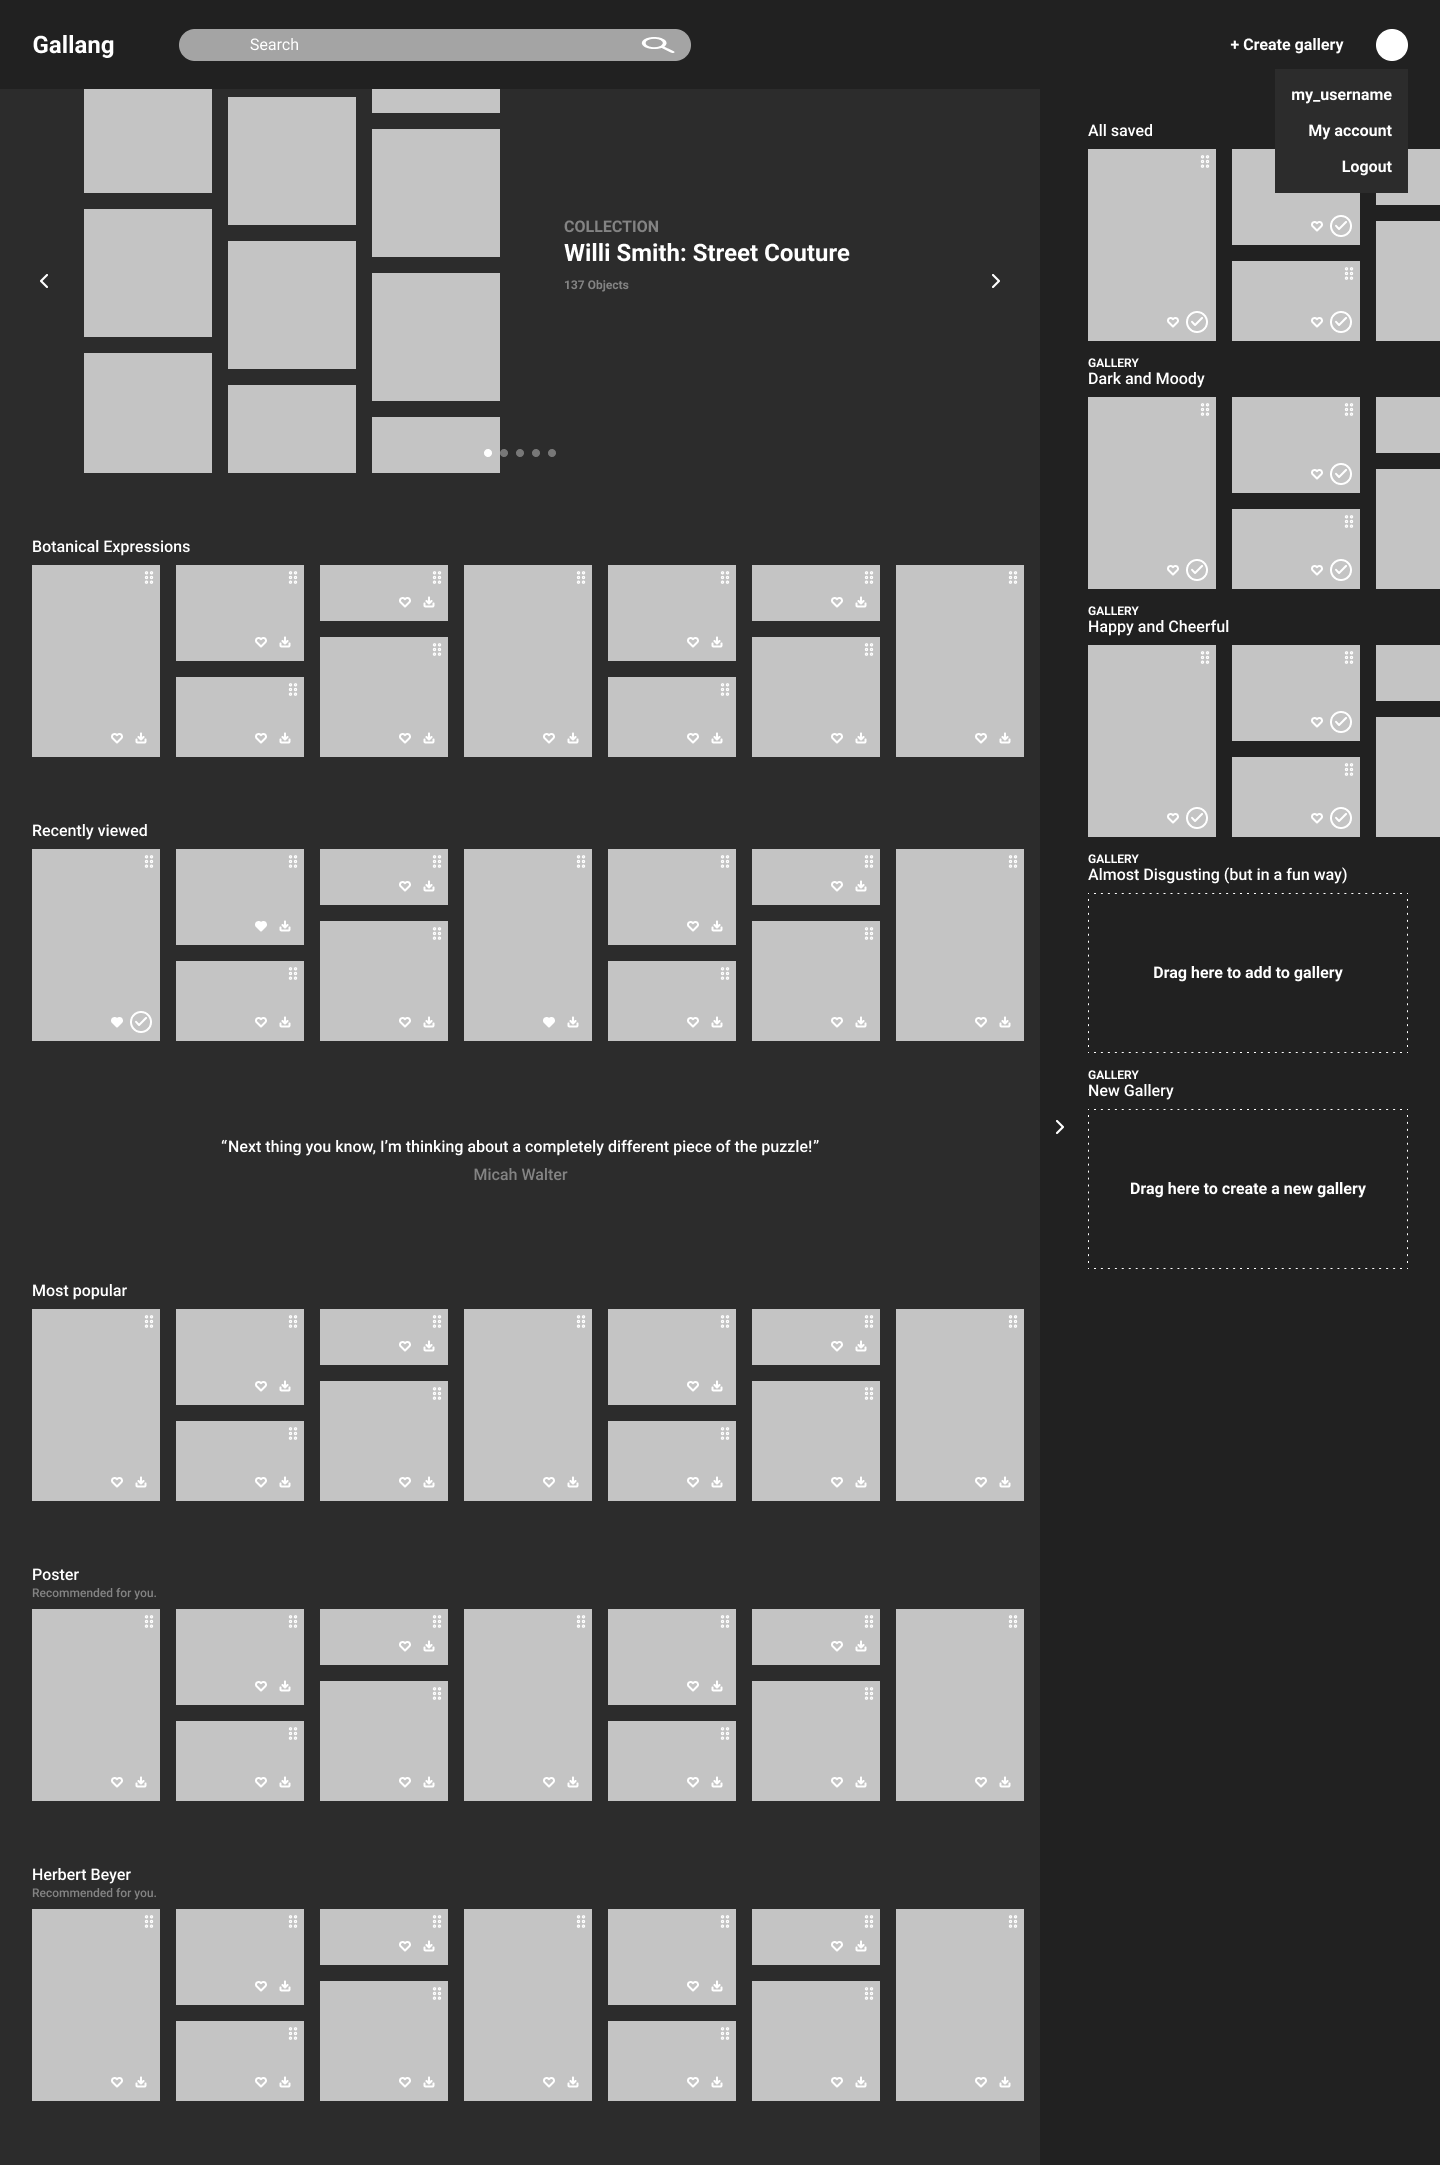 Gallang
Search
+ Create gallery
my_username
My account
Logout
COLLECTION
Willi Smith: Street Couture
137 Objects
Botanical Expressions
Recently viewed
“Next thing you know, I’m thinking about a completely different piece of the puzzle!”
Micah Walter
Most popular
Poster
Recommended for you.
Herbert Beyer
Recommended for you.
All saved
GALLERY
Dark and Moody
GALLERY
Happy and Cheerful
GALLERY
Almost Disgusting (but in a fun way)
Drag here to add to gallery
GALLERY
New Gallery
Drag here to create a new gallery